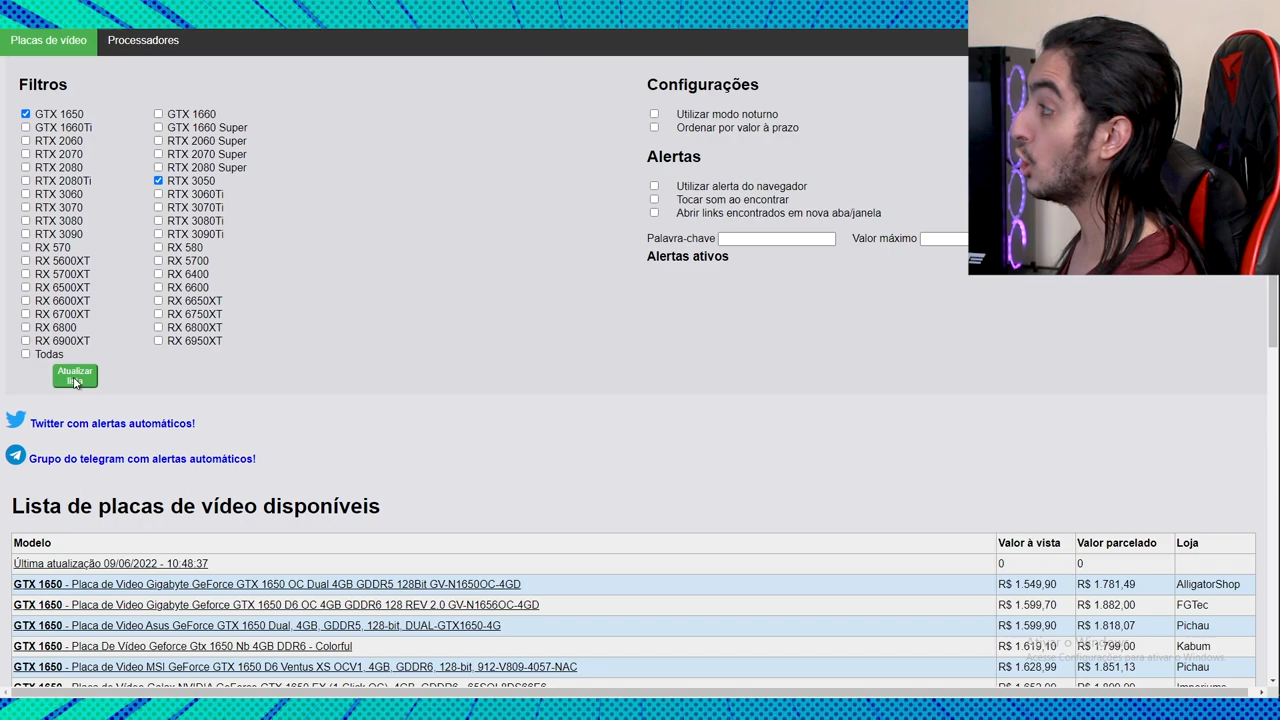 Placas de vídeo Processadores
Filtros
GTX 1650 GTX 1660
GTX 1660Ti GTX 1660 Super
RTX 2060 RTX 2060 Super
RTX 2070 RTX 2070 Super
RTX 2080 RTX 2080 Super
RTX 2080Ti RTX 3050
RTX 3060 RTX 3060Ti
RTX 3070 RTX 3070Ti
RTX 3080 RTX 3080Ti
RTX 3090 RTX 3090Ti
RX 570 RX 580
RX 5600XT RX 5700
RX 5700XT RX 6400
RX 6500XT RX 6600
RX 6600XT RX 6650XT
RX 6700XT RX 6750XT
RX 6800 RX 6800XT
RX 6900XT RX 6950XT
Todas
Atualizar
Configurações
Utilizar modo noturno
Ordenar por valor à prazo
Alertas
Utilizar alerta do navegador
Tocar som ao encontrar
Abrir links encontrados em nova aba/janela
Palavra-chave Valor máximo
Alertas ativos
Twitter com alertas automáticos!
Grupo do telegram com alertas automáticos!
Lista de placas de vídeo disponíveis
Modelo Valor à vista Valor parcelado Loja
Última atualização 09/06/2022 - 10:48:37 0 0
GTX 1650 - Placa de Video Gigabyte GeForce GTX 1650 OC Dual 4GB GDDR5 128Bit GV-N1650OC-4GD R$ 1.549,90 R$ 1.781,49 AlligatorShop
GTX 1650 - Placa de Video Gigabyte Geforce GTX 1650 D6 OC 4GB GDDR6 128 REV 2.0 GV-N1656OC-4GD R$ 1.599,70 R$ 1.882,00 FGTec
GTX 1650 - Placa de Video Asus GeForce GTX 1650 Dual, 4GB, GDDR5, 128-bit, DUAL-GTX1650-4G R$ 1.599,90 R$ 1.818,07 Pichau
GTX 1650 - Placa De Vídeo Geforce Gtx 1650 Nb 4GB DDR6 - Colorful R$ 1.619,10 R$ 1.799,00 Kabum
GTX 1650 - Placa de Video MSI GeForce GTX 1650 D6 Ventus XS OCV1, 4GB, GDDR6, 128-bit, 912-V809-4057-NAC R$ 1.628,99 R$ 1.851,13 Pichau
Ativar o Windows
Acesse Configurações para ativar o Windows.